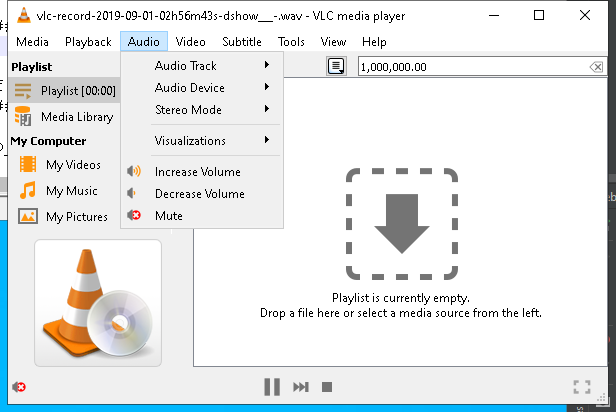 vlc-record-2019-09-01-02h56m43s-dshow___-.wav - VLC media player
Media Playback Audio Video Subtitle Tools View Help
Playlist
Playlist [00:00]
Media Library
My Computer
My Videos
My Music
My Pictures
Audio Track
Audio Device
Stereo Mode
Visualizations
Increase Volume
Decrease Volume
Mute
1,000,000.00
Playlist is currently empty.
Drop a file here or select a media source from the left.